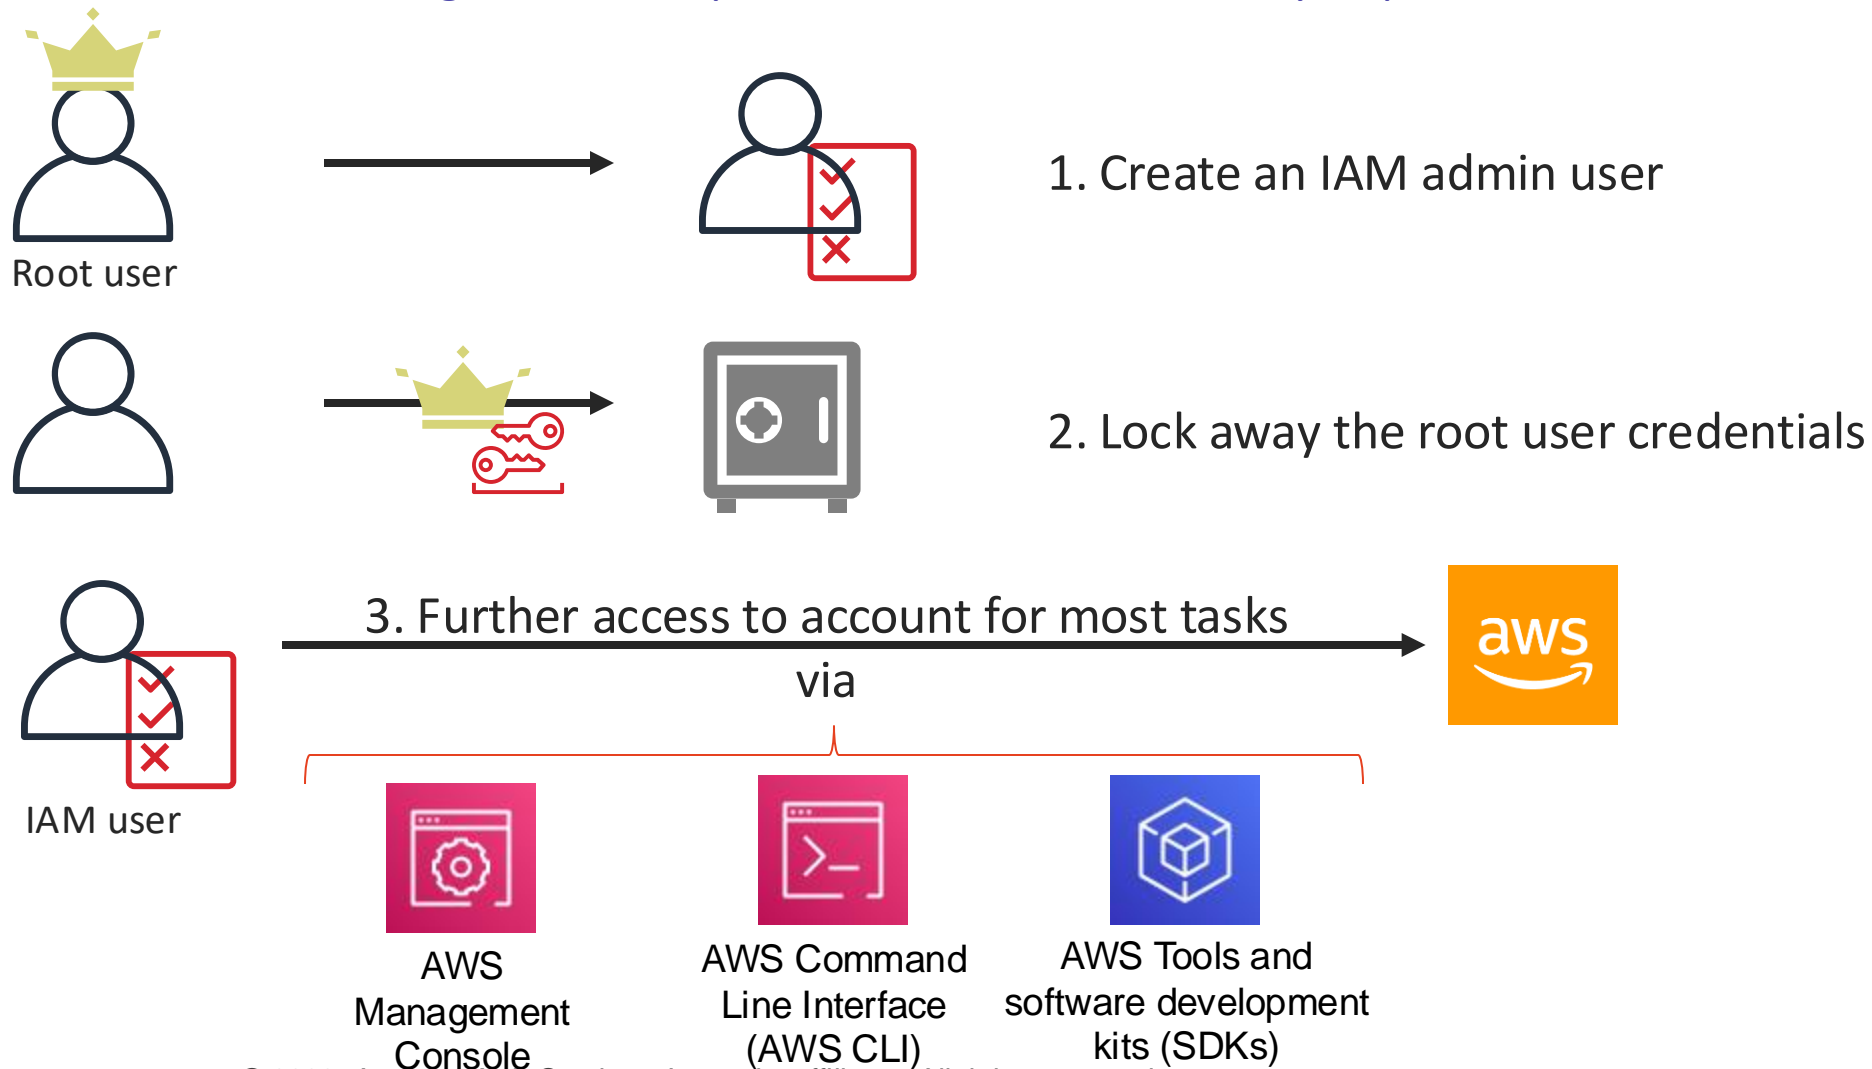 1. Create an IAM admin user
Root user
2. Lock away the root user credentials
3. Further access to account for most tasks
via
aws
IAM user
AWS
Management
Console
AWS Command
Line Interface
(AWS CLI)
AWS Tools and
software development
kits (SDKs)